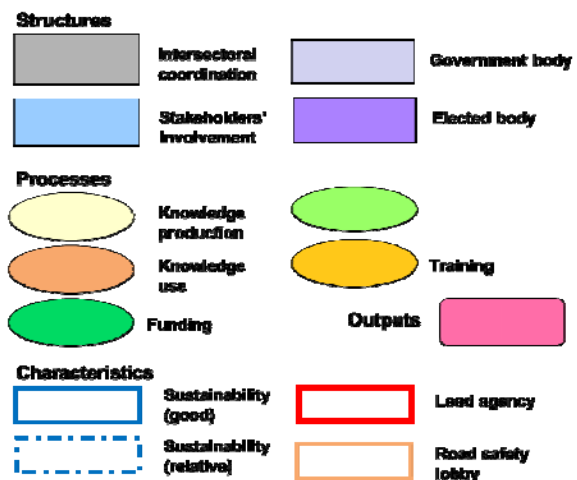 Structures
Intersectoral
coordination
Government body
Stakeholders'
Involvement
Elected body
Processes
Knowledge
production
Knowledge
use
Training
Funding
Outputs
Characteristics
Sustainability
(good)
Lead agency
Sustainability
(relative)
Road safety
lobby